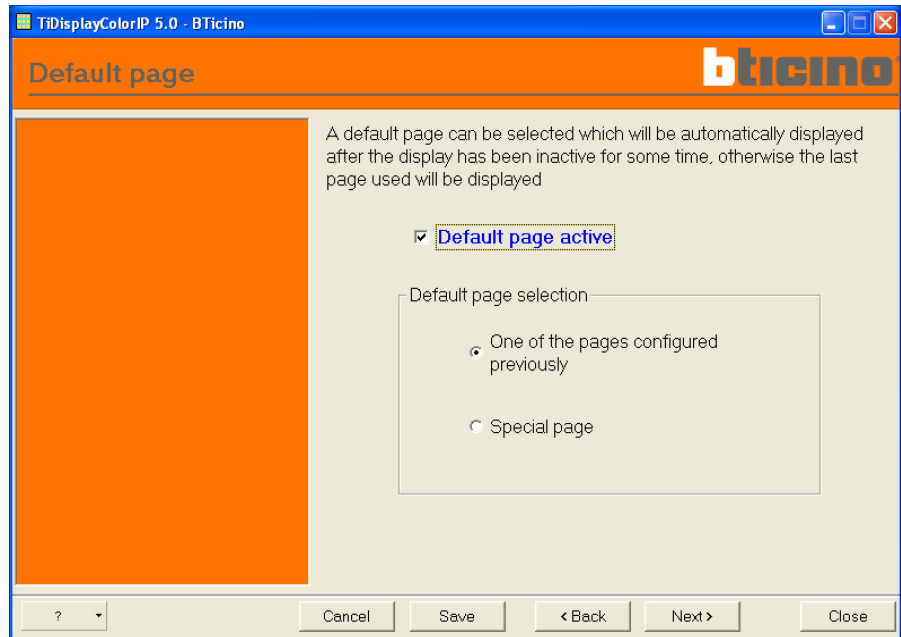 TiDisplayColorIP 5.0 - BTicino
Default page
bticino
A default page can be selected which will be automatically displayed
after the display has been inactive for some time, otherwise the last
page used will be displayed
Default page active
Default page selection
One of the pages configured
previously
Special page
? Cancel Save < Back Next > Close